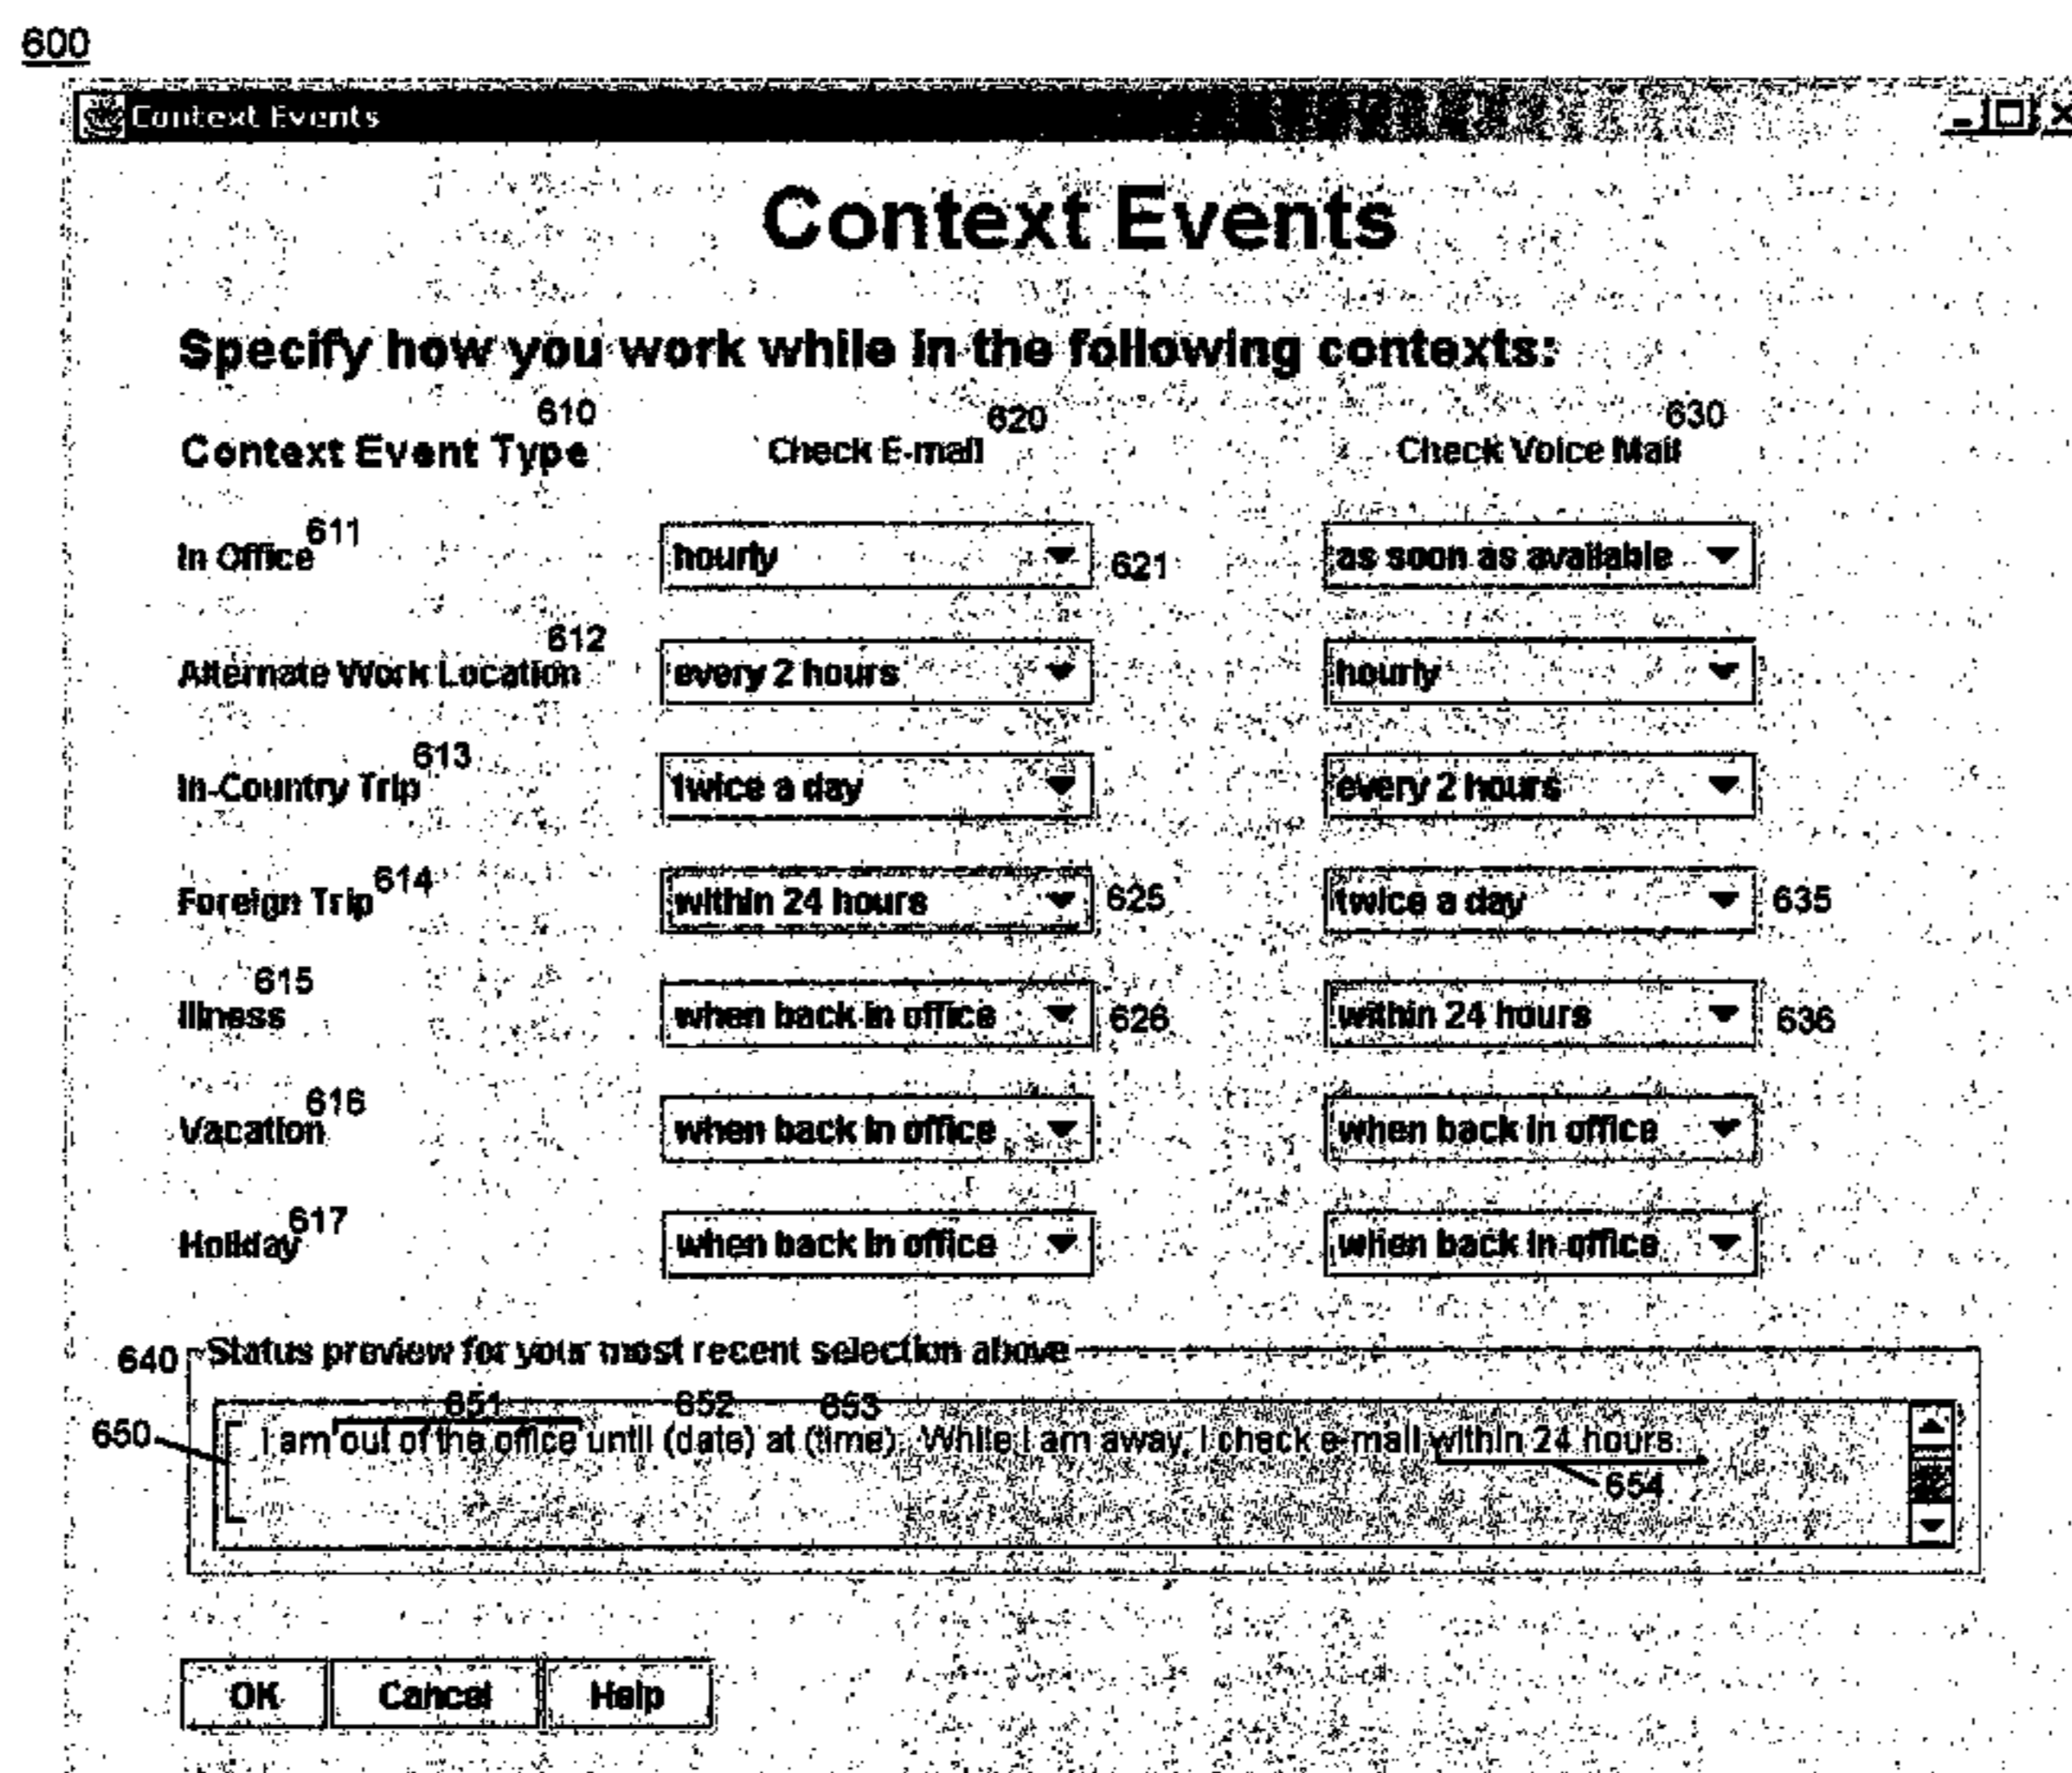 600
Context Events
Context Events
Specify how you work while in the following contexts:
610 620 630
Context Event Type Check E-mail Check Voice Mail
In Office 611 hourly 621 as soon as available
Alternate Work Location 612 every 2 hours hourly
In-Country Trip 613 twice a day every 2 hours
Foreign Trip 614 within 24 hours 625 twice a day 635
Illness 615 when back in office 626 within 24 hours 636
Vacation 616 when back in office when back in office
Holiday 617 when back in office when back in office
640 Status preview for your most recent selection above
651 652 653
650 I am out of the office until (date) at (time). While I am away, I check e-mail within 24 hours.
654
OK Cancel Help